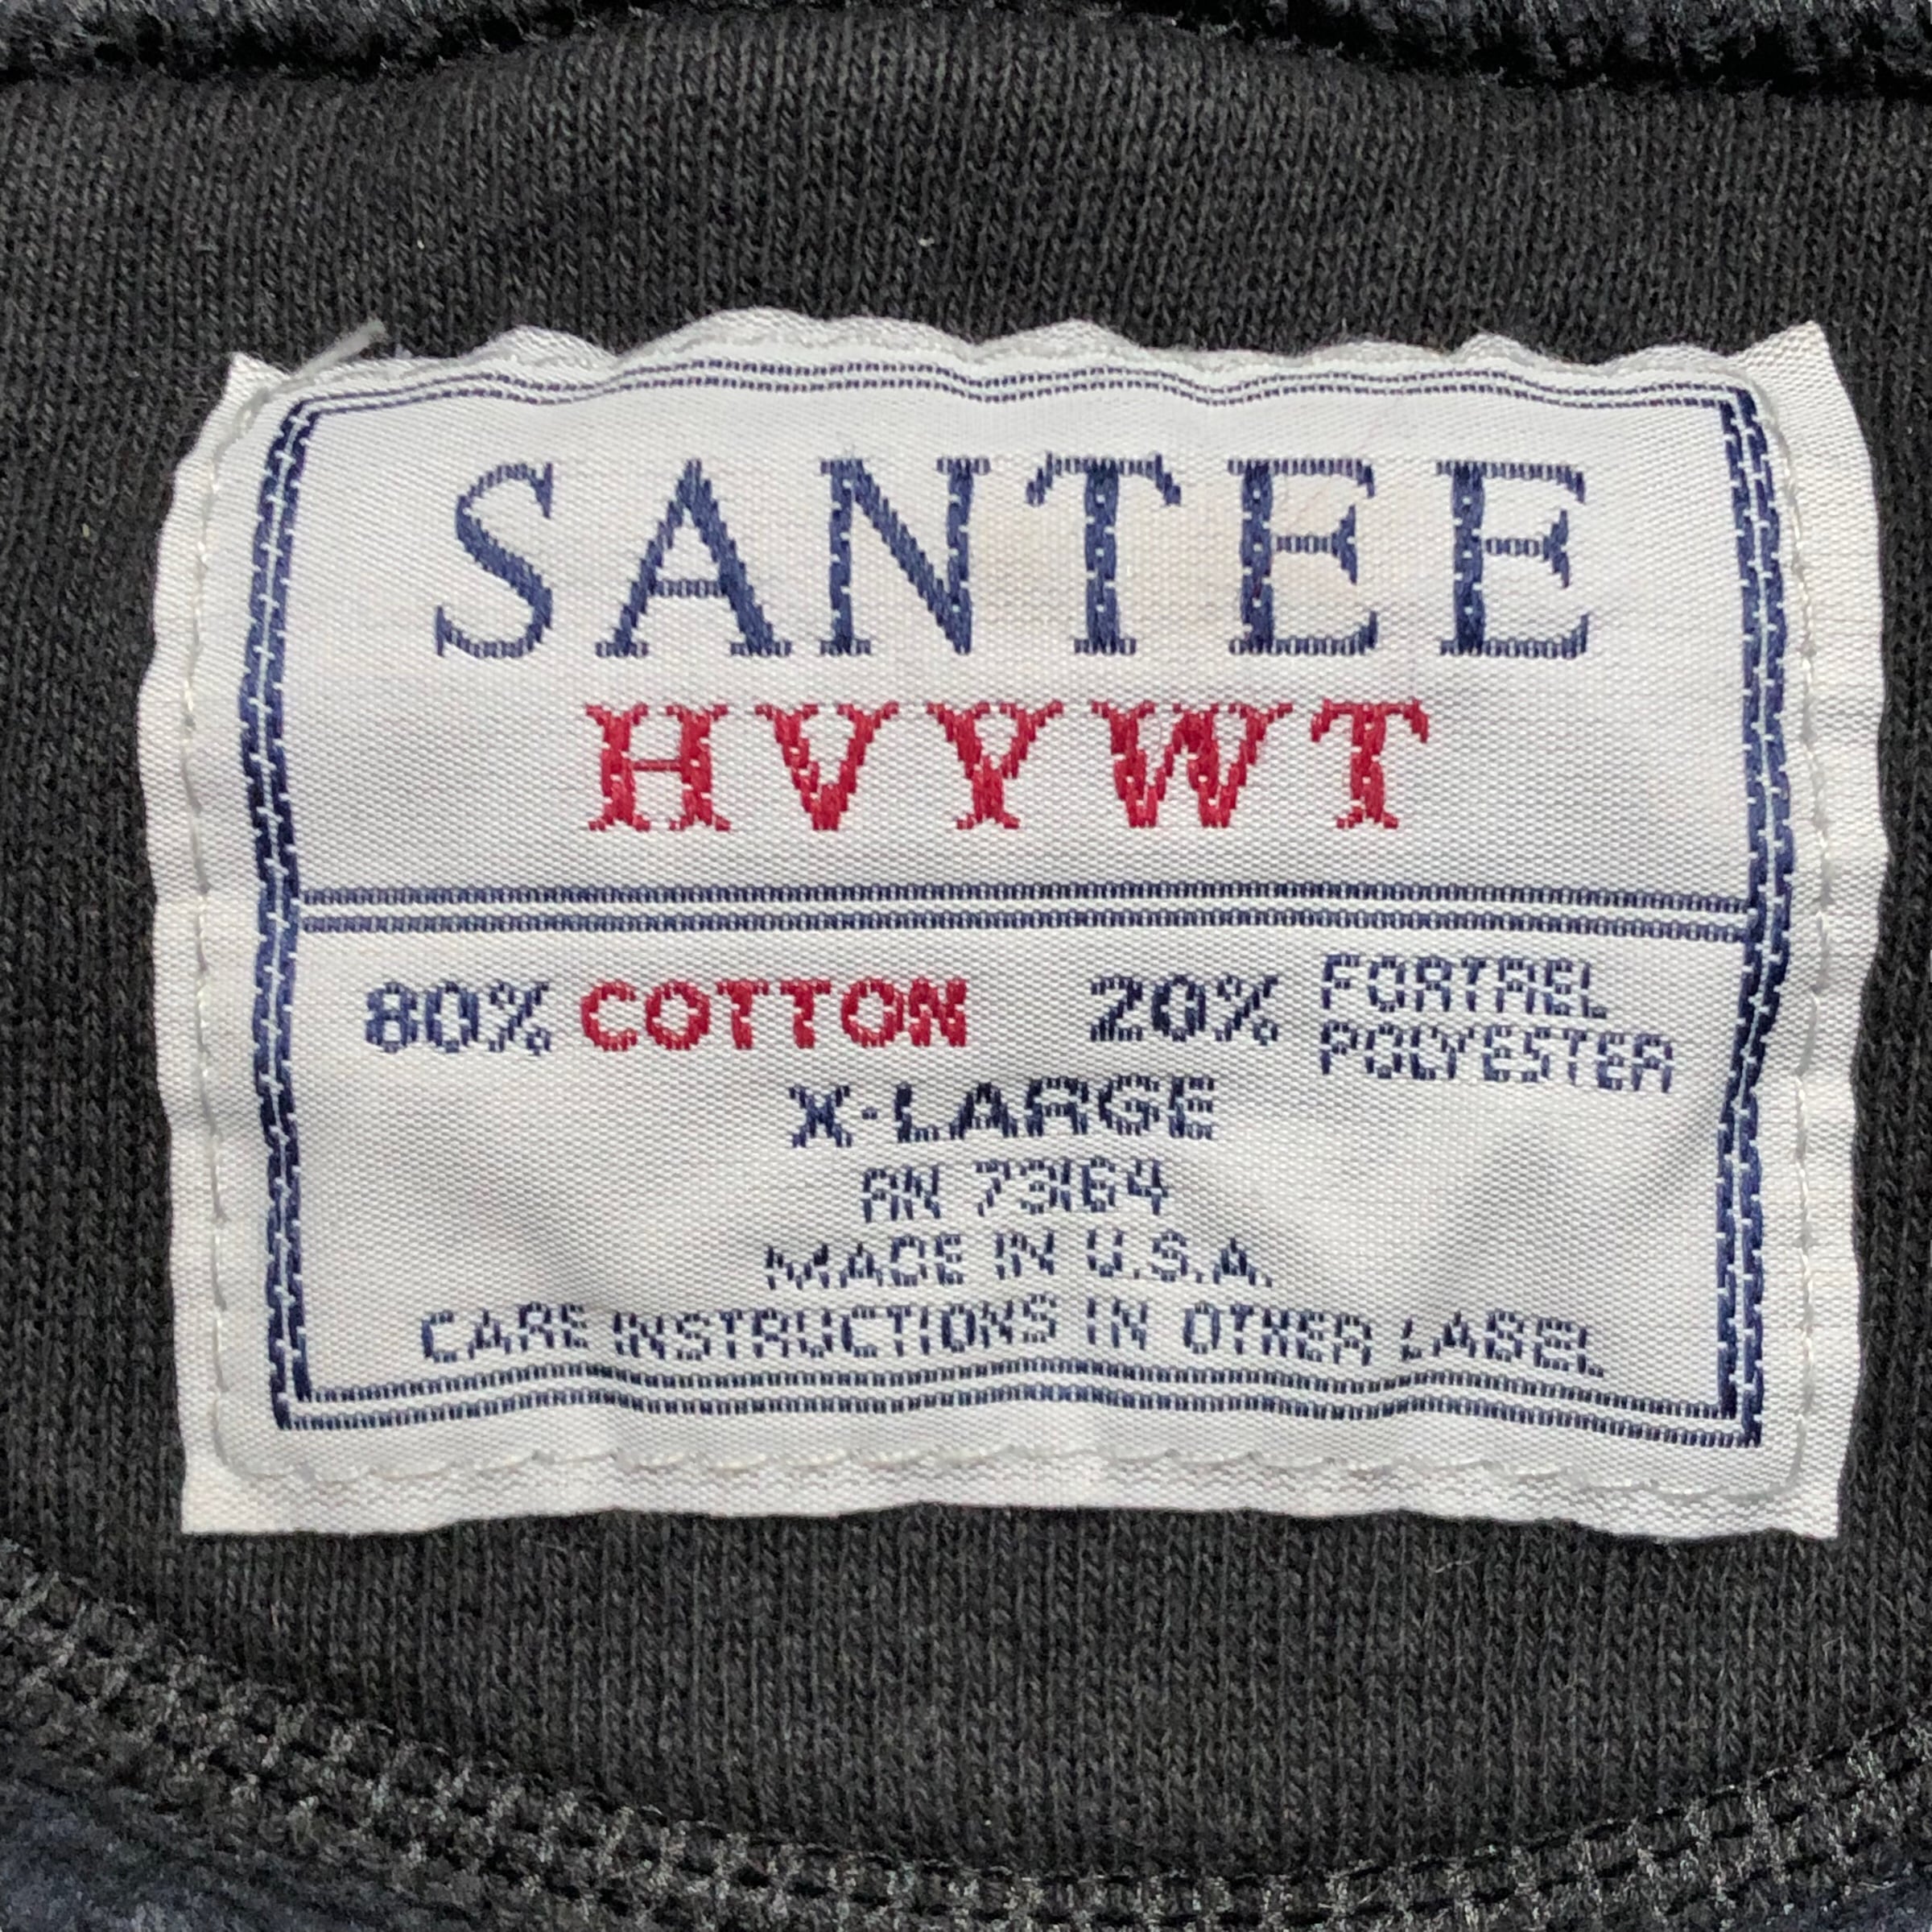 SANTEE
HVYWT
80% COTTON 20% FORTREL
POLYESTER
X-LARGE
RN 73164
MADE IN U.S.A.
CARE INSTRUCTIONS IN OTHER LABEL